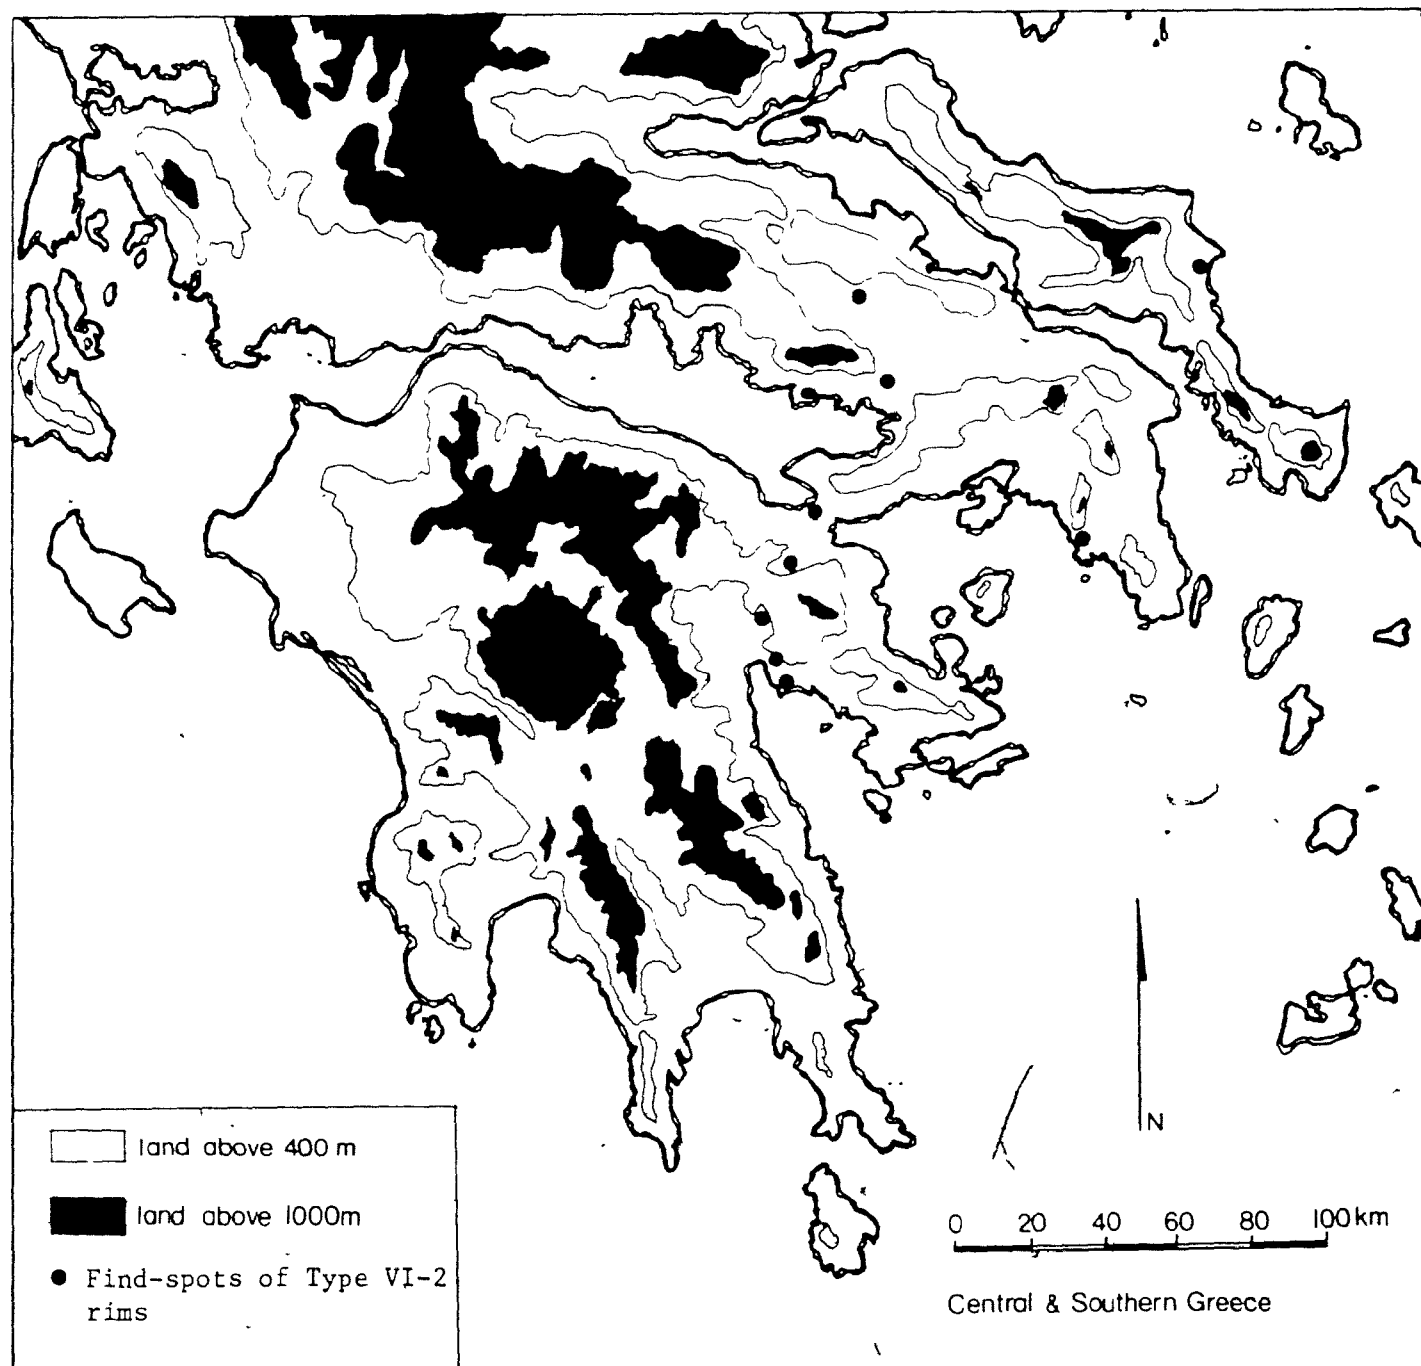 land above 400 m
land above 1000m
Find-spots of Type VI-2
rims
N
0 20 40 60 80 100km
Central & Southern Greece